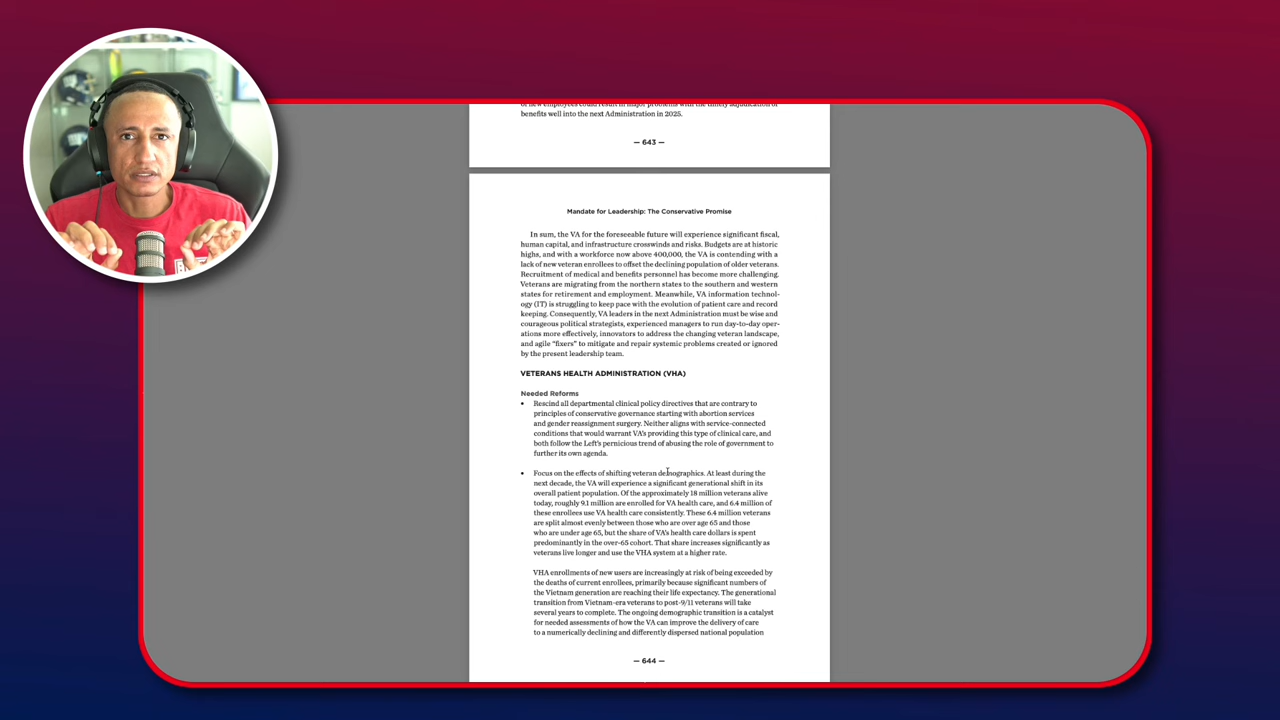 of new employees could result in major problems with the timely adjudication of
benefits well into the next Administration in 2025.
— 643 —
Mandate for Leadership: The Conservative Promise
In sum, the VA for the foreseeable future will experience significant fiscal,
human capital, and infrastructure crosswinds and risks. Budgets are at historic
highs, and with a workforce now above 400,000, the VA is contending with a
lack of new veteran enrollees to offset the declining population of older veterans.
Recruitment of medical and benefits personnel has become more challenging.
Veterans are migrating from the northern states to the southern and western
states for retirement and employment. Meanwhile, VA information technol-
ogy (IT) is struggling to keep pace with the evolution of patient care and record
keeping. Consequently, VA leaders in the next Administration must be wise and
courageous political strategists, experienced managers to run day-to-day oper-
ations more effectively, innovators to address the changing veteran landscape,
and agile “fixers” to mitigate and repair systemic problems created or ignored
by the present leadership team.
VETERANS HEALTH ADMINISTRATION (VHA)
Needed Reforms
• Rescind all departmental clinical policy directives that are contrary to
principles of conservative governance starting with abortion services
and gender reassignment surgery. Neither aligns with service-connected
conditions that would warrant VA’s providing this type of clinical care, and
both follow the Left’s pernicious trend of abusing the role of government to
further its own agenda.
• Focus on the effects of shifting veteran demographics. At least during the
next decade, the VA will experience a significant generational shift in its
overall patient population. Of the approximately 18 million veterans alive
today, roughly 9.1 million are enrolled for VA health care, and 6.4 million of
these enrollees use VA health care consistently. These 6.4 million veterans
are split almost evenly between those who are over age 65 and those
who are under age 65, but the share of VA’s health care dollars is spent
predominantly in the over-65 cohort. That share increases significantly as
veterans live longer and use the VHA system at a higher rate.
VHA enrollments of new users are increasingly at risk of being exceeded by
the deaths of current enrollees, primarily because significant numbers of
the Vietnam generation are reaching their life expectancy. The generational
transition from Vietnam-era veterans to post-9/11 veterans will take
several years to complete. The ongoing demographic transition is a catalyst
for needed assessments of how the VA can improve the delivery of care
to a numerically declining and differently dispersed national population
— 644 —